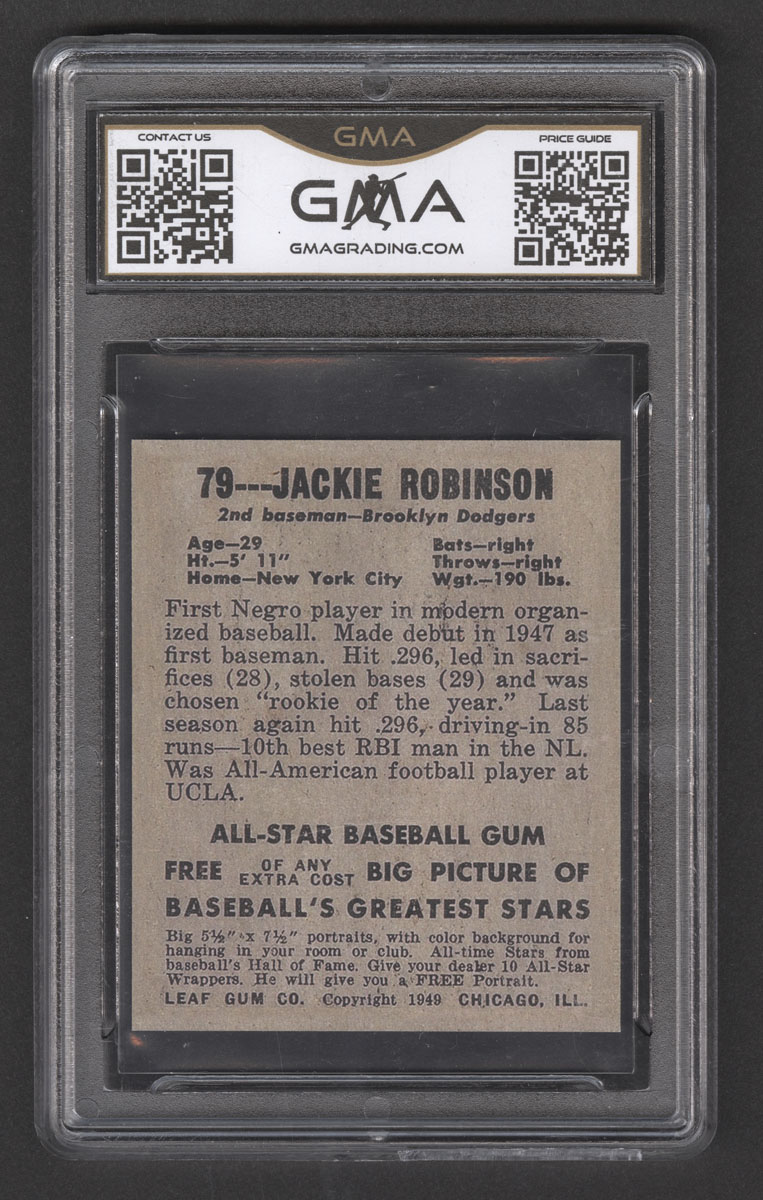 CONTACT US
GMA
PRICE GUIDE
GMA
GMAGRADING.COM
79---JACKIE ROBINSON
2nd baseman—Brooklyn Dodgers
Age—29
Bats—right
Ht.—5' 11"
Throws—right
Home—New York City
Wgt.—190 lbs.
First Negro player in modern organ-
ized baseball. Made debut in 1947 as
first baseman. Hit .296, led in sacri-
fices (28), stolen bases (29) and was
chosen "rookie of the year." Last
season again hit .296, driving-in 85
runs—10th best RBI man in the NL.
Was All-American football player at
UCLA.
ALL-STAR BASEBALL GUM
FREE OF ANY EXTRA COST BIG PICTURE OF
BASEBALL'S GREATEST STARS
Big 5½" x 7½" portraits, with color background for
hanging in your room or club. All-time Stars from
baseball's Hall of Fame. Give your dealer 10 All-Star
Wrappers. He will give you a FREE Portrait.
LEAF GUM CO. Copyright 1949 CHICAGO, ILL.